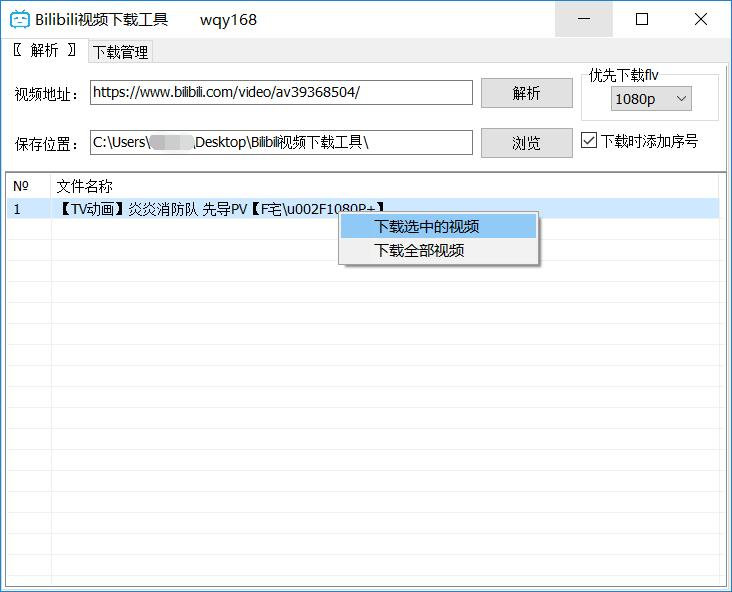 Bilibili视频下载工具 wqy168
〖 解析 〗 下载管理
优先下载flv
视频地址： https://www.bilibili.com/video/av39368504/ 解析 1080p
保存位置： C:\Users\ \Desktop\Bilibili视频下载工具\ 浏览 下载时添加序号
№ 文件名称
1 【TV动画】炎炎消防队 先导PV【F宅\u002F1080P+】
下载选中的视频
下载全部视频